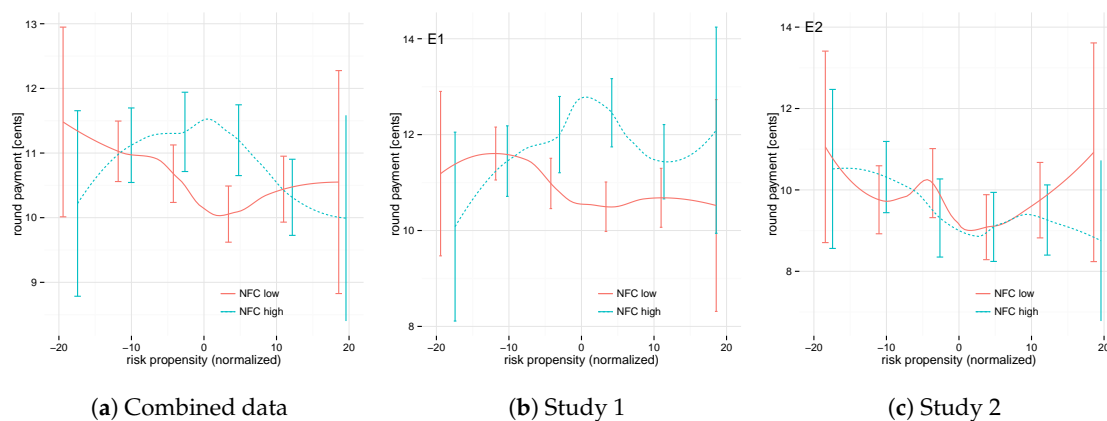 13
12
11
10
9
round payment [cents]
NFC low
NFC high
−20
−10
0
10
20
risk propensity (normalized)
(a) Combined data
E1
14
12
10
8
round payment [cents]
NFC low
NFC high
−20
−10
0
10
20
risk propensity (normalized)
(b) Study 1
E2
14
12
10
8
round payment [cents]
NFC low
NFC high
−20
−10
0
10
20
risk propensity (normalized)
(c) Study 2